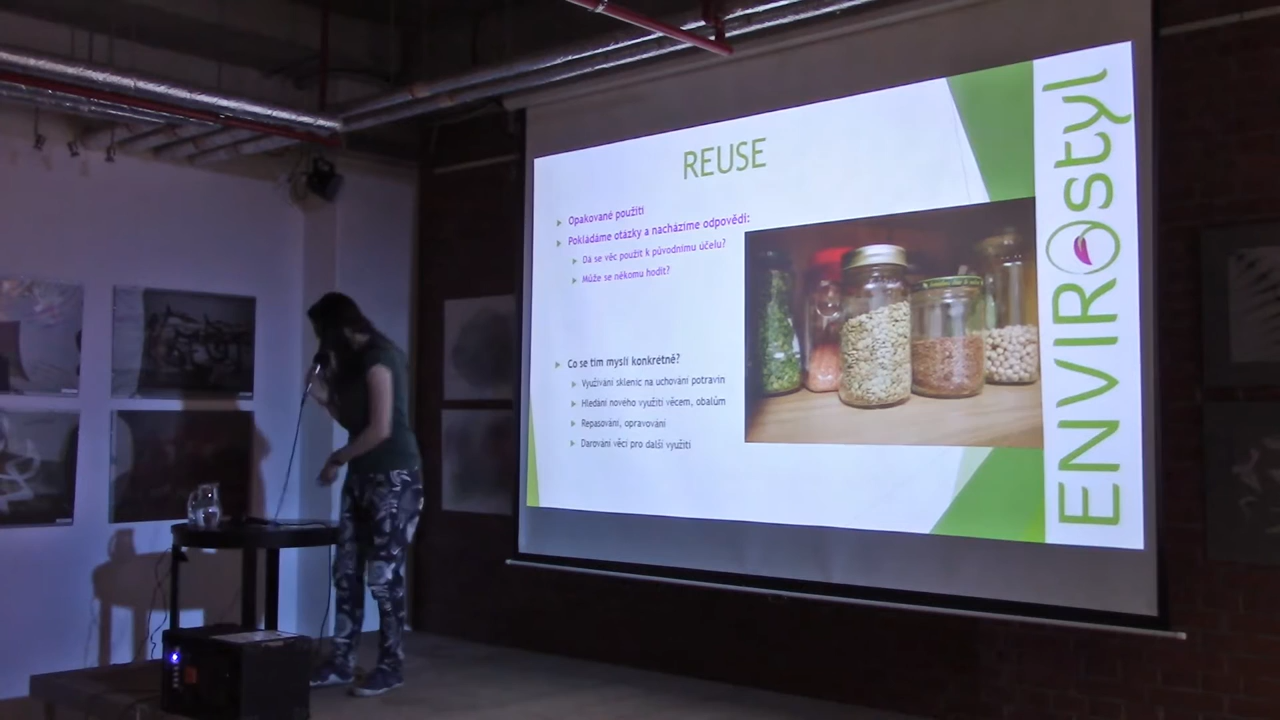 REUSE
Opakované použití
Pokládáme otázky a nacházíme odpovědi:
Dá se věc použít k původnímu účelu?
Může se někomu hodit?
Co se tím myslí konkrétně?
Využívání sklenic na uchování potravin
Hledání nového využití věcem, obalům
Repasování, opravování
Darování věcí pro další využití
ENVIROstyl